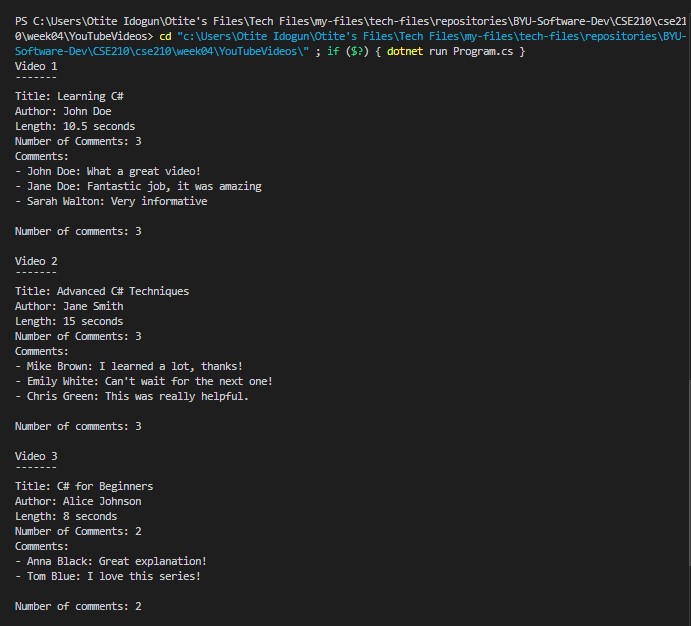 PS C:\Users\Otite Idogun\Otite's Files\Tech Files\my-files\tech-files\repositories\BYU-Software-Dev\CSE210\cse21
0\week04\YouTubeVideos> cd "c:\Users\Otite Idogun\Otite's Files\Tech Files\my-files\tech-files\repositories\BYU-
Software-Dev\CSE210\cse210\week04\YouTubeVideos\" ; if ($?) { dotnet run Program.cs }
Video 1
-------
Title: Learning C#
Author: John Doe
Length: 10.5 seconds
Number of Comments: 3
Comments:
- John Doe: What a great video!
- Jane Doe: Fantastic job, it was amazing
- Sarah Walton: Very informative
Number of comments: 3
Video 2
-------
Title: Advanced C# Techniques
Author: Jane Smith
Length: 15 seconds
Number of Comments: 3
Comments:
- Mike Brown: I learned a lot, thanks!
- Emily White: Can't wait for the next one!
- Chris Green: This was really helpful.
Number of comments: 3
Video 3
-------
Title: C# for Beginners
Author: Alice Johnson
Length: 8 seconds
Number of Comments: 2
Comments:
- Anna Black: Great explanation!
- Tom Blue: I love this series!
Number of comments: 2